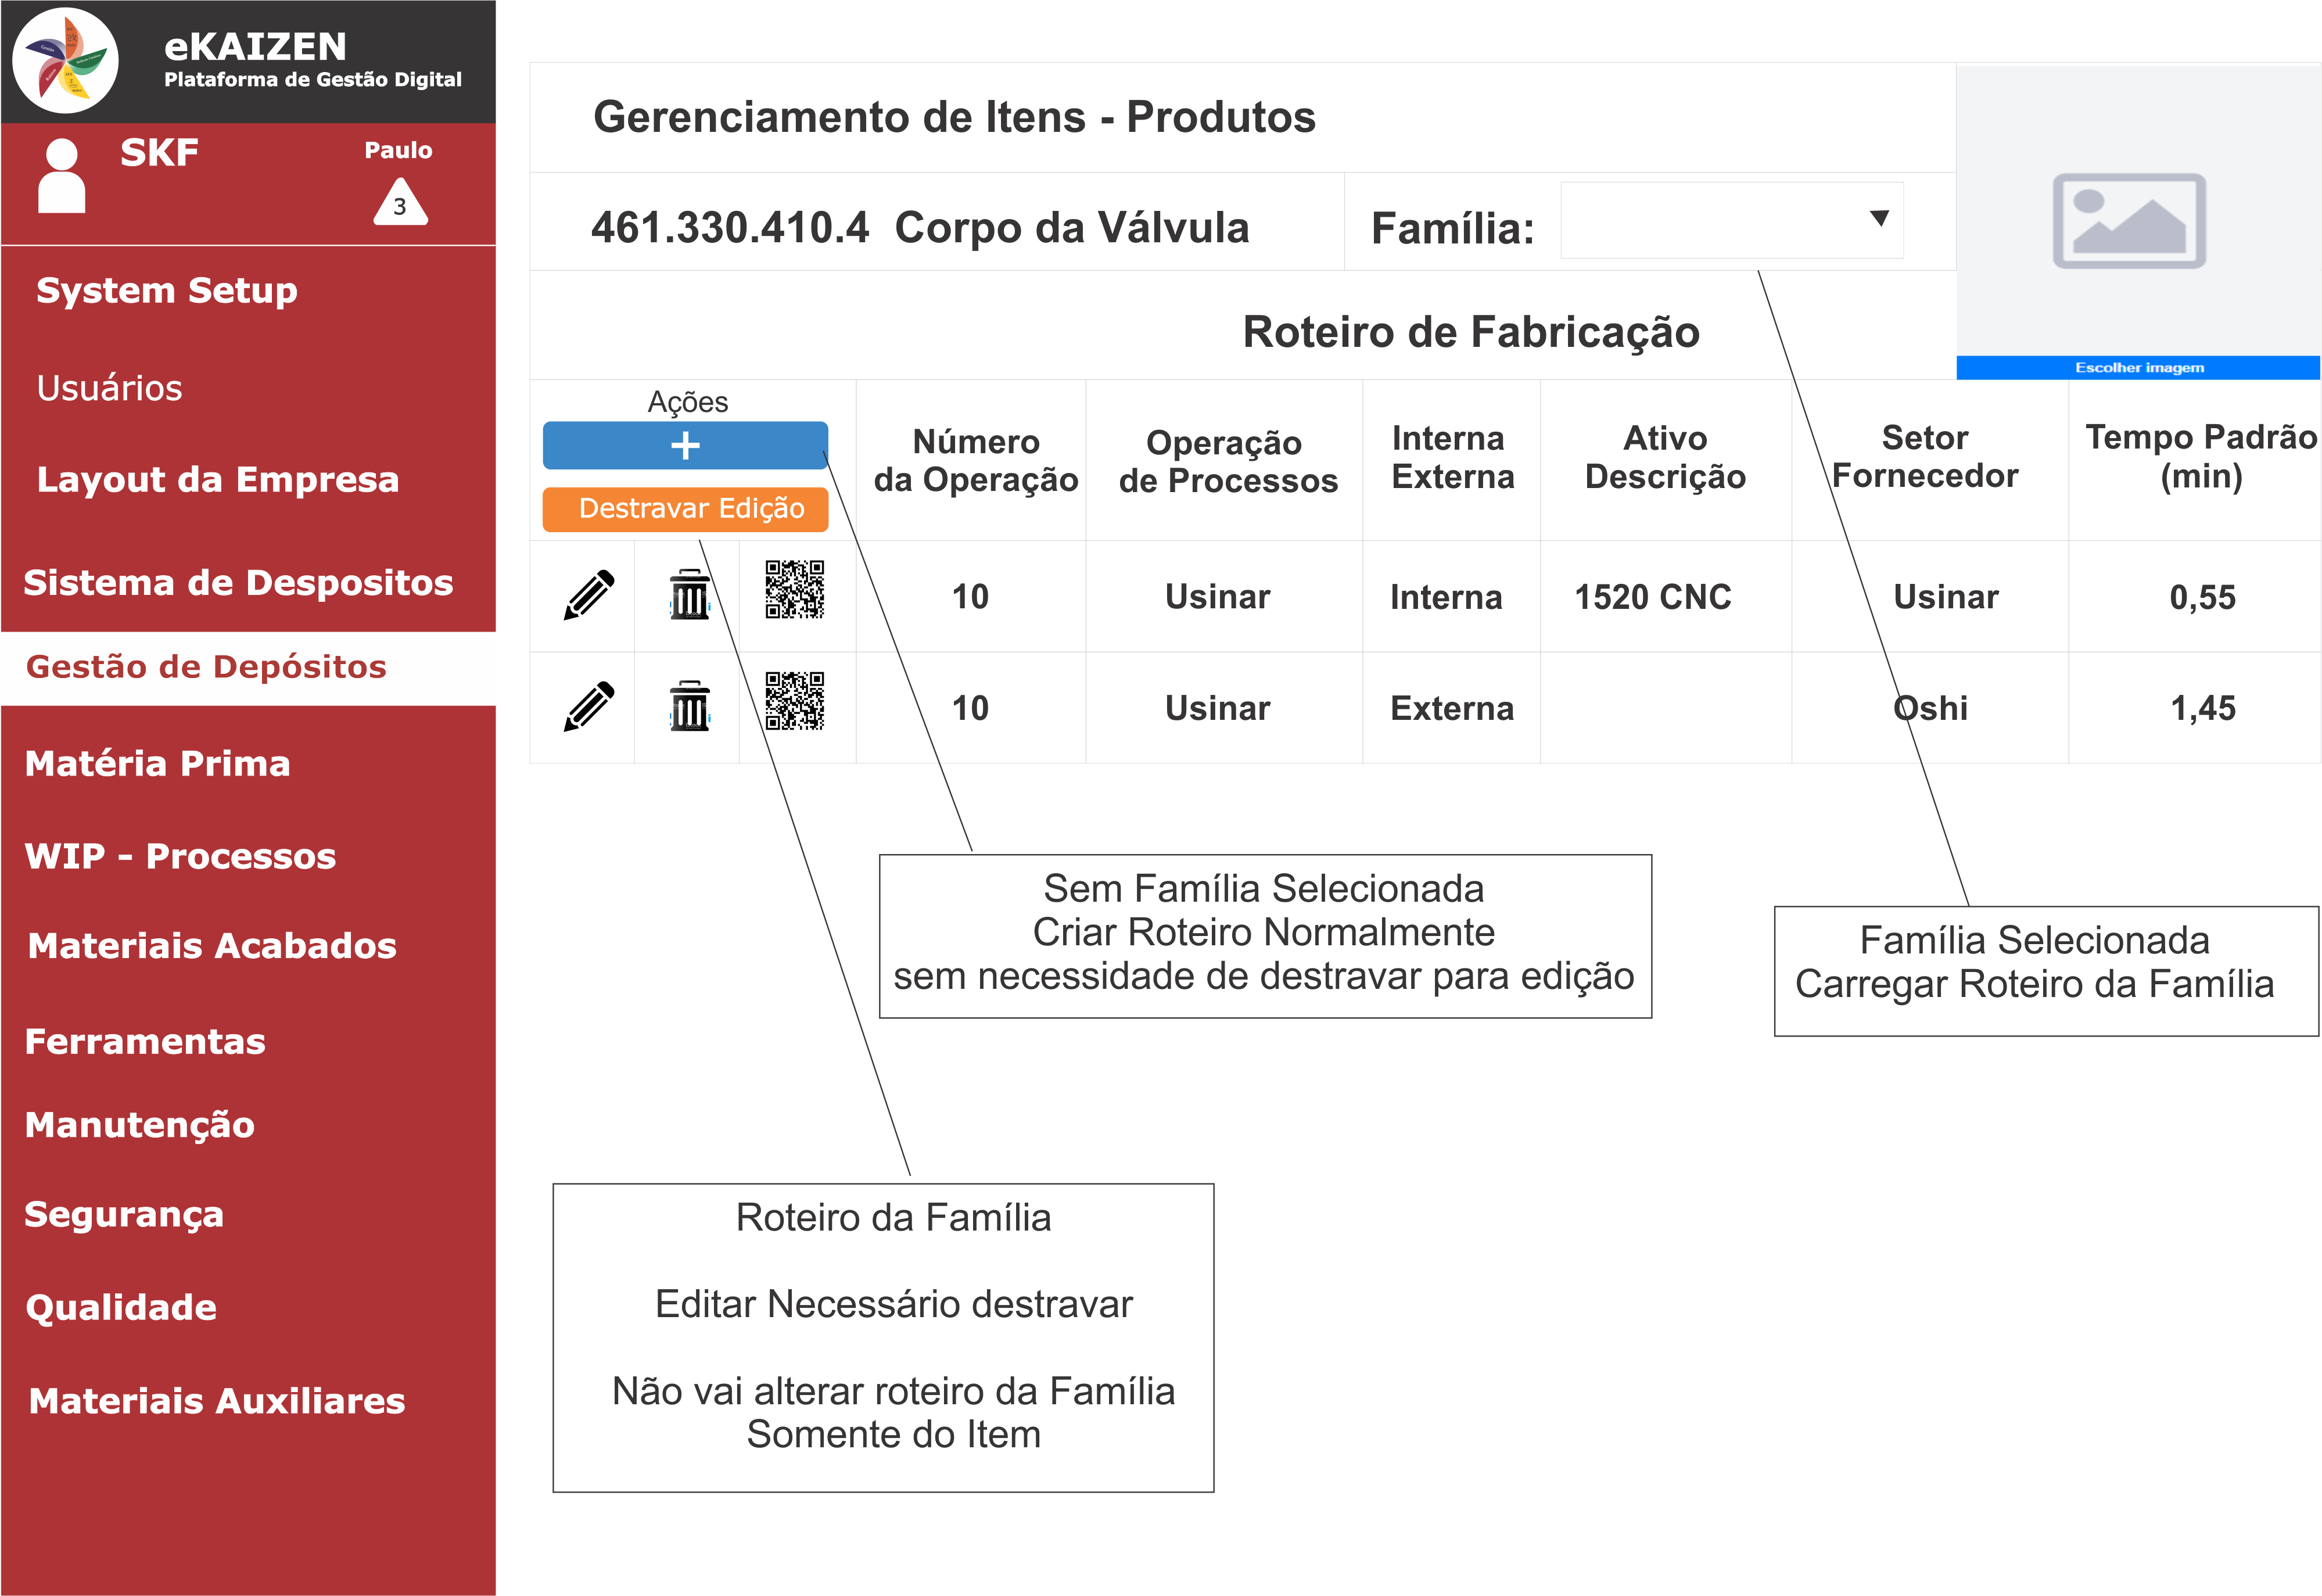 eKAIZEN
Plataforma de Gestão Digital
SKF
Paulo
3
System Setup
Usuários
Layout da Empresa
Sistema de Despositos
Gestão de Depósitos
Matéria Prima
WIP - Processos
Materiais Acabados
Ferramentas
Manutenção
Segurança
Qualidade
Materiais Auxiliares
Gerenciamento de Itens - Produtos
461.330.410.4 Corpo da Válvula
Família:
Escolher imagem
Roteiro de Fabricação
Ações
+
Destravar Edição
Número
da Operação
Operação
de Processos
Interna
Externa
Ativo
Descrição
Setor
Fornecedor
Tempo Padrão
(min)
10 Usinar Interna 1520 CNC Usinar 0,55
10 Usinar Externa Oshi 1,45
Sem Família Selecionada
Criar Roteiro Normalmente
sem necessidade de destravar para edição
Família Selecionada
Carregar Roteiro da Família
Roteiro da Família
Editar Necessário destravar
Não vai alterar roteiro da Família
Somente do Item